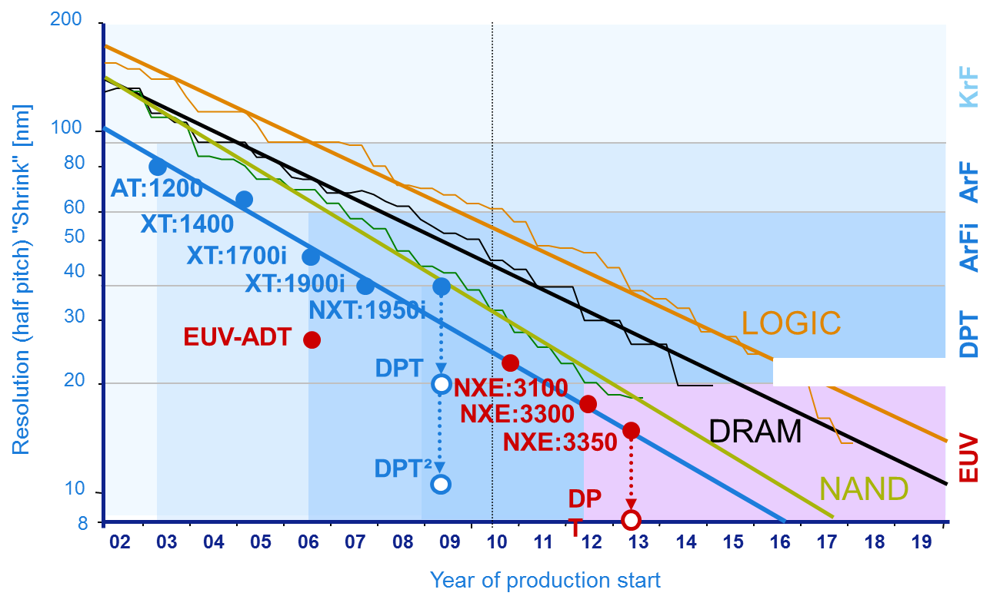 Resolution (half pitch) "Shrink" [nm]
200
100
80
60
50
40
30
20
10
8
KrF
ArF
ArFi
DPT
EUV
AT:1200
XT:1400
XT:1700i
XT:1900i
NXT:1950i
EUV-ADT
DPT
DPT²
NXE:3100
NXE:3300
NXE:3350
DP
T
LOGIC
DRAM
NAND
02 03 04 05 06 07 08 09 10 11 12 13 14 15 16 17 18 19
Year of production start